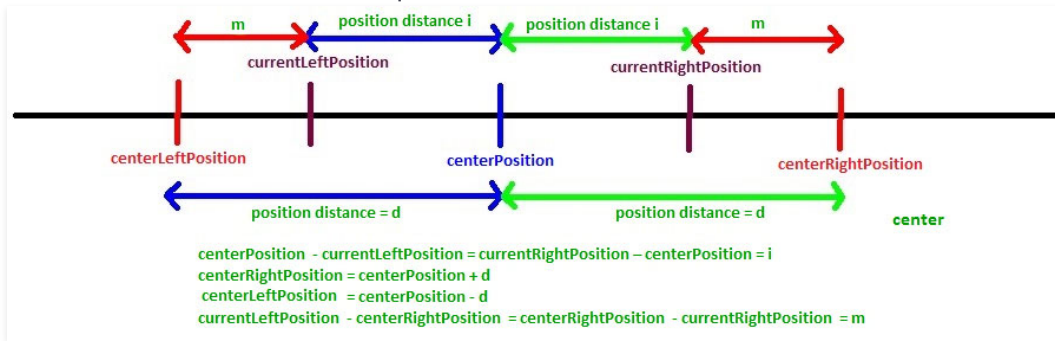 m position distance i position distance i m
currentLeftPosition currentRightPosition
centerLeftPosition centerPosition centerRightPosition
position distance = d position distance = d center
centerPosition - currentLeftPosition = currentRightPosition – centerPosition = i
centerRightPosition = centerPosition + d
centerLeftPosition = centerPosition - d
currentLeftPosition - centerRightPosition = centerRightPosition - currentRightPosition = m